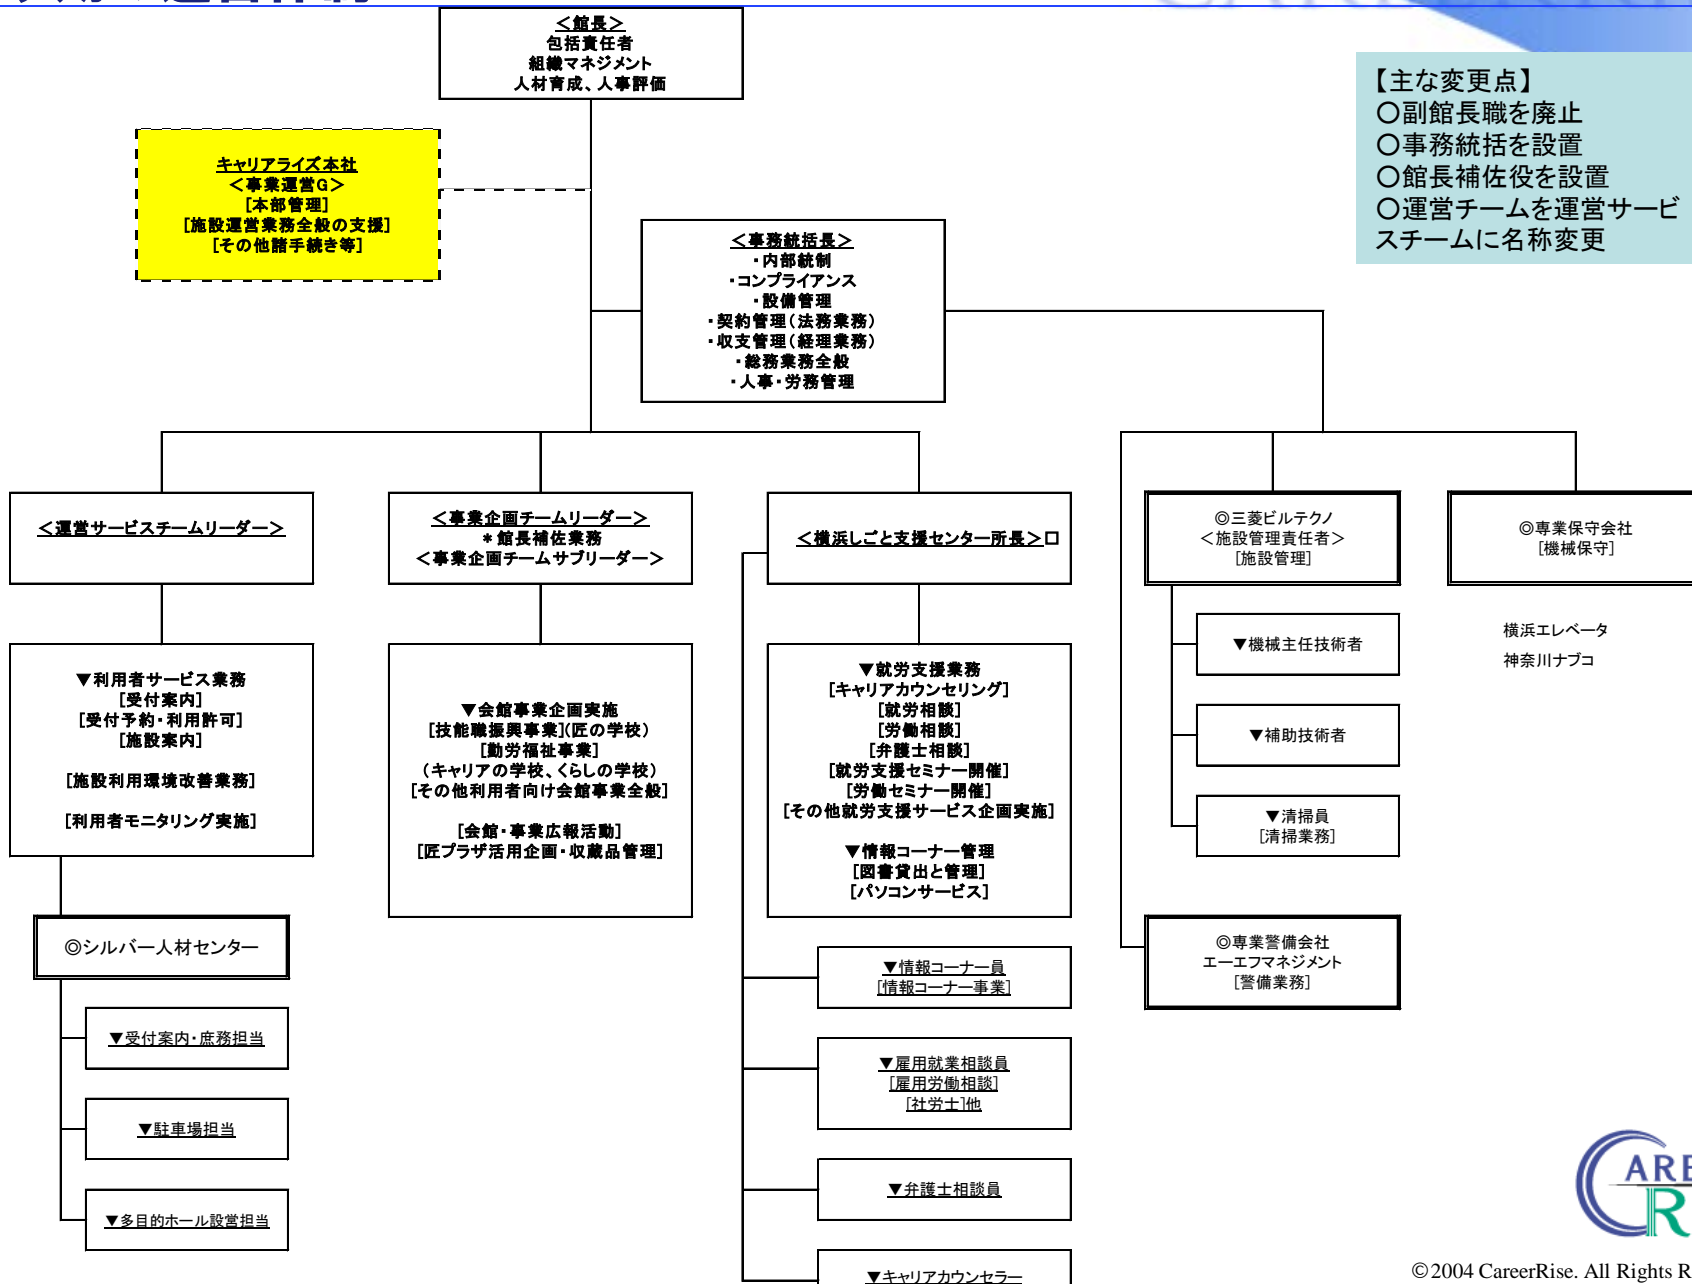 ＜館長＞
包括責任者
組織マネジメント
人材育成、人事評価
【主な変更点】
〇副館長職を廃止
〇事務統括を設置
〇館長補佐役を設置
〇運営チームを運営サービ
スチームに名称変更
キャリアライズ本社
＜事業運営G＞
[本部管理]
[施設運営業務全般の支援]
[その他諸手続き等]
＜事務統括長＞
・内部統制
・コンプライアンス
・設備管理
・契約管理（法務業務）
・収支管理（経理業務）
・総務業務全般
・人事・労務管理
＜運営サービスチームリーダー＞
＜事業企画チームリーダー＞
＊館長補佐業務
＜事業企画チームサブリーダー＞
＜横浜しごと支援センター所長＞□
◎三菱ビルテクノ
＜施設管理責任者＞
[施設管理]
◎専業保守会社
[機械保守]
横浜エレベータ
神奈川ナブコ
▼利用者サービス業務
[受付案内]
[受付予約・利用許可]
[施設案内]
[施設利用環境改善業務]
[利用者モニタリング実施]
▼会館事業企画実施
[技能職振興事業](匠の学校)
[勤労福祉事業]
（キャリアの学校、くらしの学校）
[その他利用者向け会館事業全般]
[会館・事業広報活動]
[匠プラザ活用企画・収蔵品管理]
▼就労支援業務
[キャリアカウンセリング]
[就労相談]
[労働相談]
[弁護士相談]
[就労支援セミナー開催]
[労働セミナー開催]
[その他就労支援サービス企画実施]
▼情報コーナー管理
[図書貸出と管理]
[パソコンサービス]
▼機械主任技術者
▼補助技術者
▼清掃員
[清掃業務]
◎シルバー人材センター
▼受付案内・庶務担当
▼駐車場担当
▼多目的ホール設営担当
▼情報コーナー員
[情報コーナー事業]
▼雇用就業相談員
[雇用労働相談]
[社労士]他
▼弁護士相談員
▼キャリアカウンセラー
◎専業警備会社
エーエフマネジメント
[警備業務]
©2004 CareerRise. All Rights R